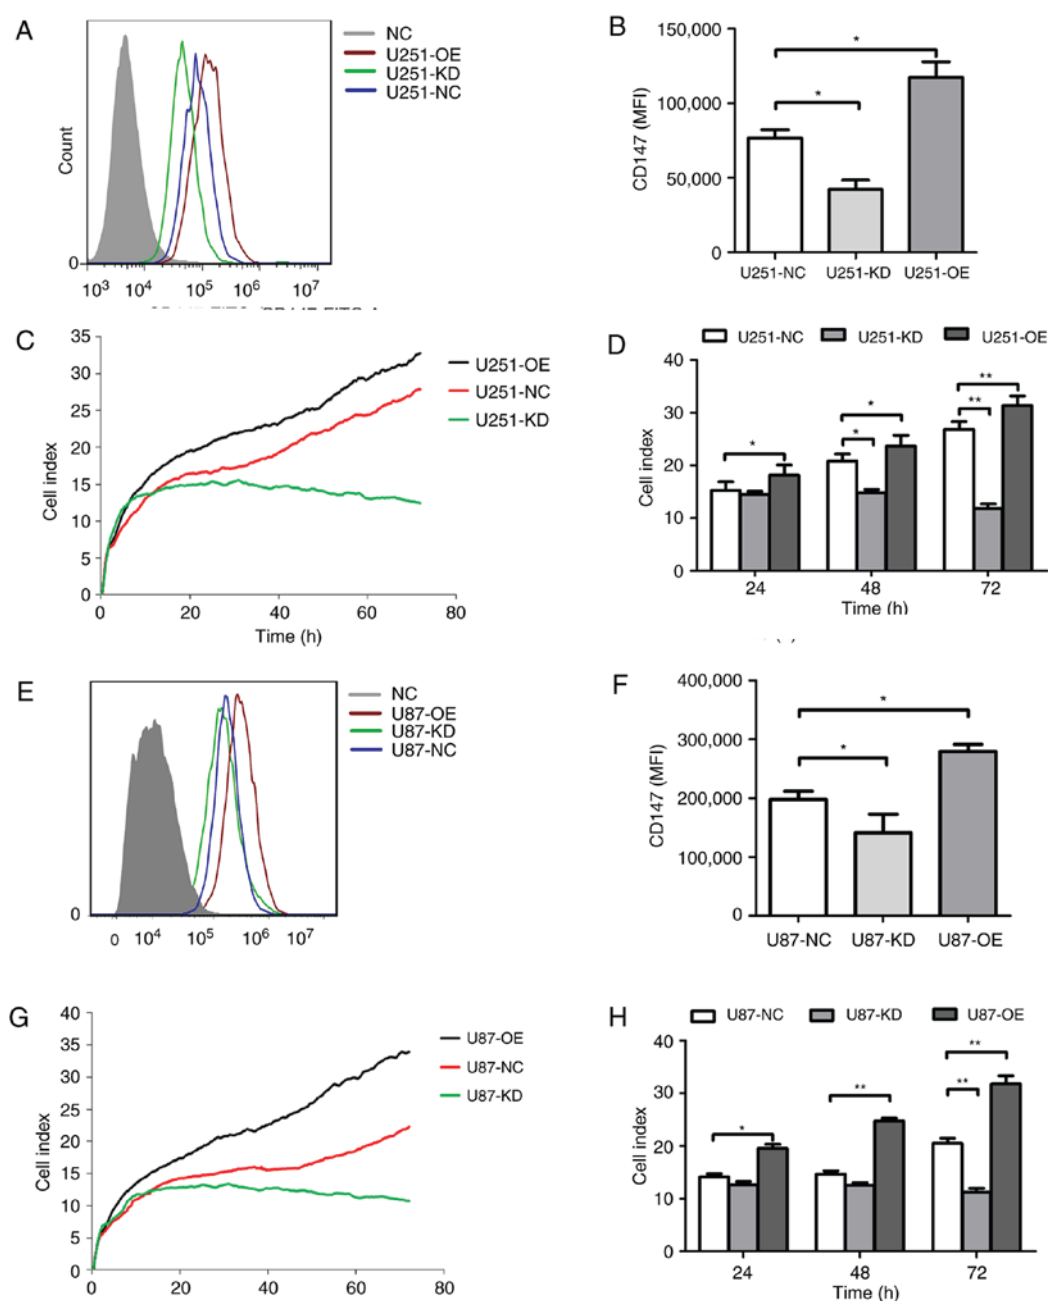 A
NC
U251-OE
U251-KD
U251-NC
Count
0
10³ 10⁴ 10⁵ 10⁶ 10⁷
B
CD147 (MFI)
150,000
100,000
50,000
0
* *
U251-NC U251-KD U251-OE
C
Cell index
35
30
25
20
15
10
5
0
0 20 40 60 80
Time (h)
U251-OE
U251-NC
U251-KD
D
U251-NC U251-KD U251-OE
Cell index
40
30
20
10
0
* * * ** **
24 48 72
Time (h)
E
NC
U87-OE
U87-KD
U87-NC
0
0 10⁴ 10⁵ 10⁶ 10⁷
F
CD147 (MFI)
400,000
300,000
200,000
100,000
0
* *
U87-NC U87-KD U87-OE
G
Cell index
40
35
30
25
20
15
10
5
0
0 20 40 60 80
U87-OE
U87-NC
U87-KD
H
U87-NC U87-KD U87-OE
Cell index
40
30
20
10
0
* ** ** **
24 48 72
Time (h)